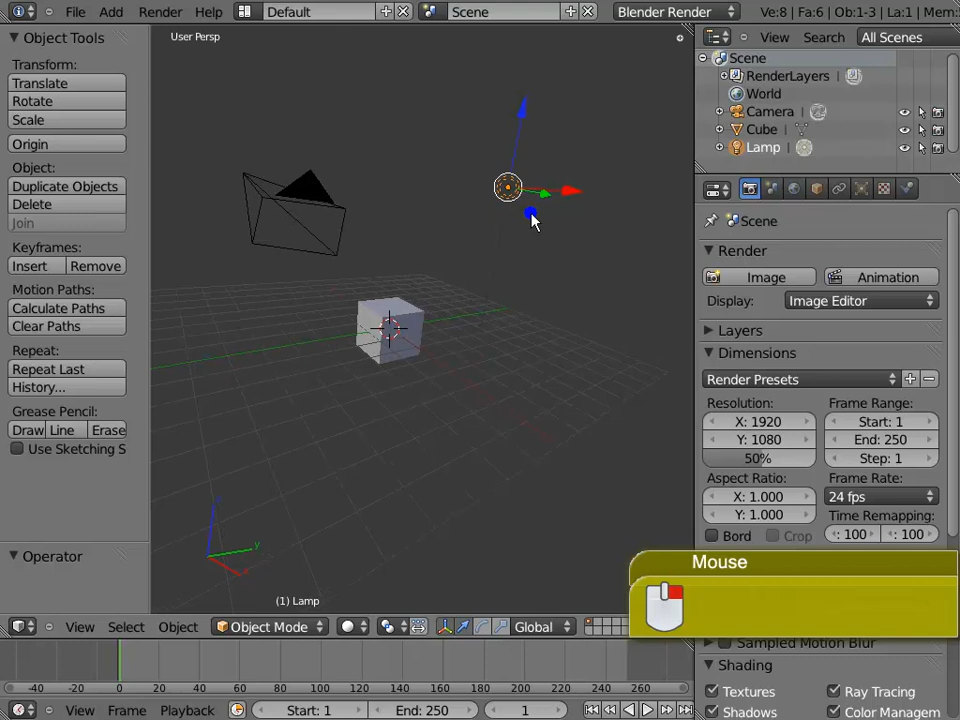 File Add Render Help Default Scene Blender Render Ve:8 | Fa:6 | Ob:1-3 | La:1 | Mem:
Object Tools
Transform:
Translate
Rotate
Scale
Origin
Object:
Duplicate Objects
Delete
Join
Keyframes:
Insert Remove
Motion Paths:
Calculate Paths
Clear Paths
Repeat:
Repeat Last
History...
Grease Pencil:
Draw Line Erase
Use Sketching S
Operator
User Persp
z
y
x
(1) Lamp
View Select Object Object Mode Global
View Search All Scenes
Scene
RenderLayers
World
Camera
Cube
Lamp
Scene
Render
Image Animation
Display: Image Editor
Layers
Dimensions
Render Presets
Resolution: Frame Range:
X: 1920 Start: 1
Y: 1080 End: 250
50% Step: 1
Aspect Ratio: Frame Rate:
X: 1.000 24 fps
Y: 1.000 Time Remapping:
Bord Crop : 100 : 100
Mouse
Sampled Motion Blur
Shading
Textures Ray Tracing
Shadows Color Managem
-40 -20 0 20 40 60 80 100 120 140 160 180 200 220 240 260
View Frame Playback Start: 1 End: 250 1